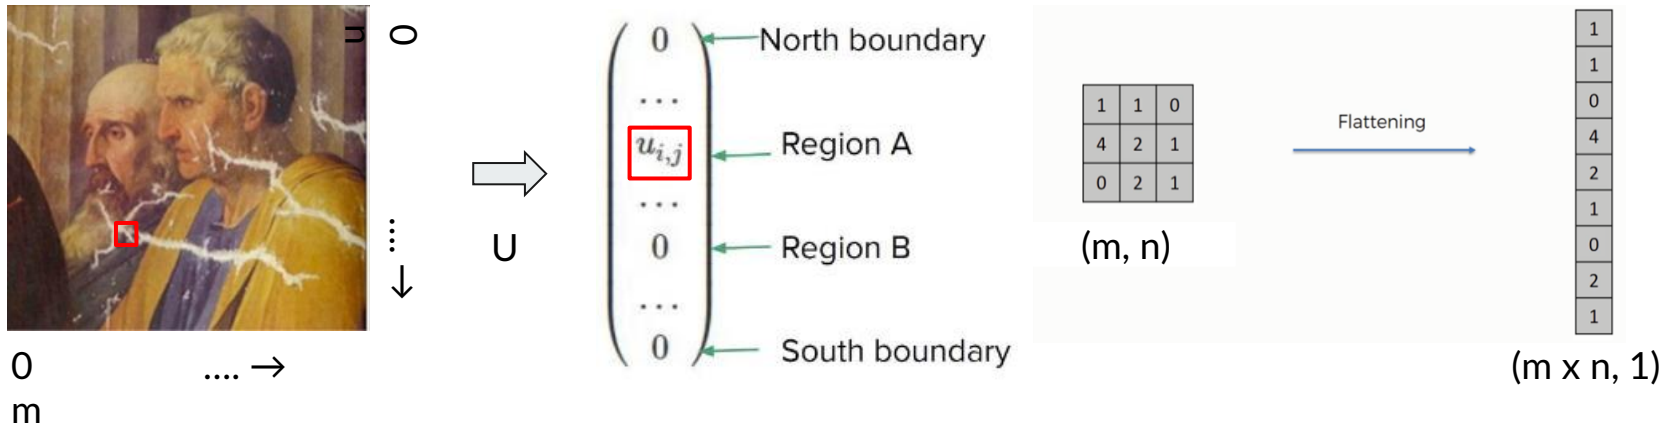 n 0
.... →
0 .... →
m
U
0
...
u_{i,j}
...
0
...
0
North boundary
Region A
Region B
South boundary
1 1 0
4 2 1
0 2 1
(m, n)
Flattening
1
1
0
4
2
1
0
2
1
(m x n, 1)